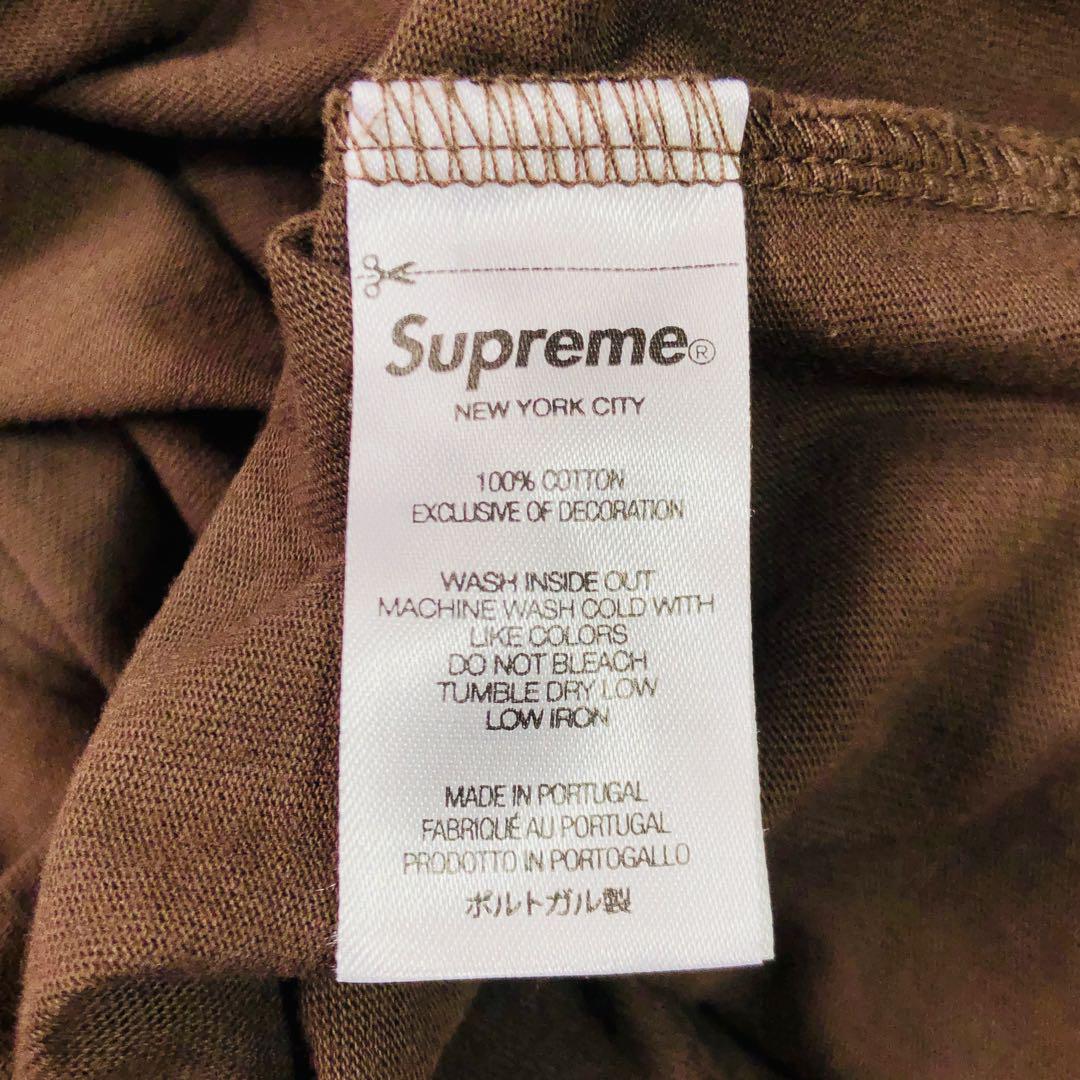 Supreme®
NEW YORK CITY
100% COTTON
EXCLUSIVE OF DECORATION
WASH INSIDE OUT
MACHINE WASH COLD WITH
LIKE COLORS
DO NOT BLEACH
TUMBLE DRY LOW
LOW IRON
MADE IN PORTUGAL
FABRIQUÉ AU PORTUGAL
PRODOTTO IN PORTOGALLO
ポルトガル製